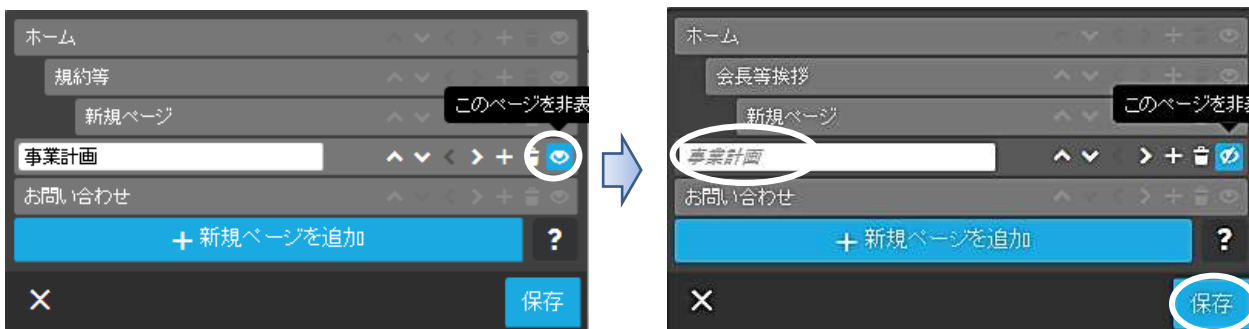 ホーム
規約等
新規ページ
このページを非表
事業計画
お問い合わせ
+ 新規ページを追加
?
×
保存
ホーム
会長等挨拶
新規ページ
このページを非
事業計画
お問い合わせ
+ 新規ページを追加
?
×
保存